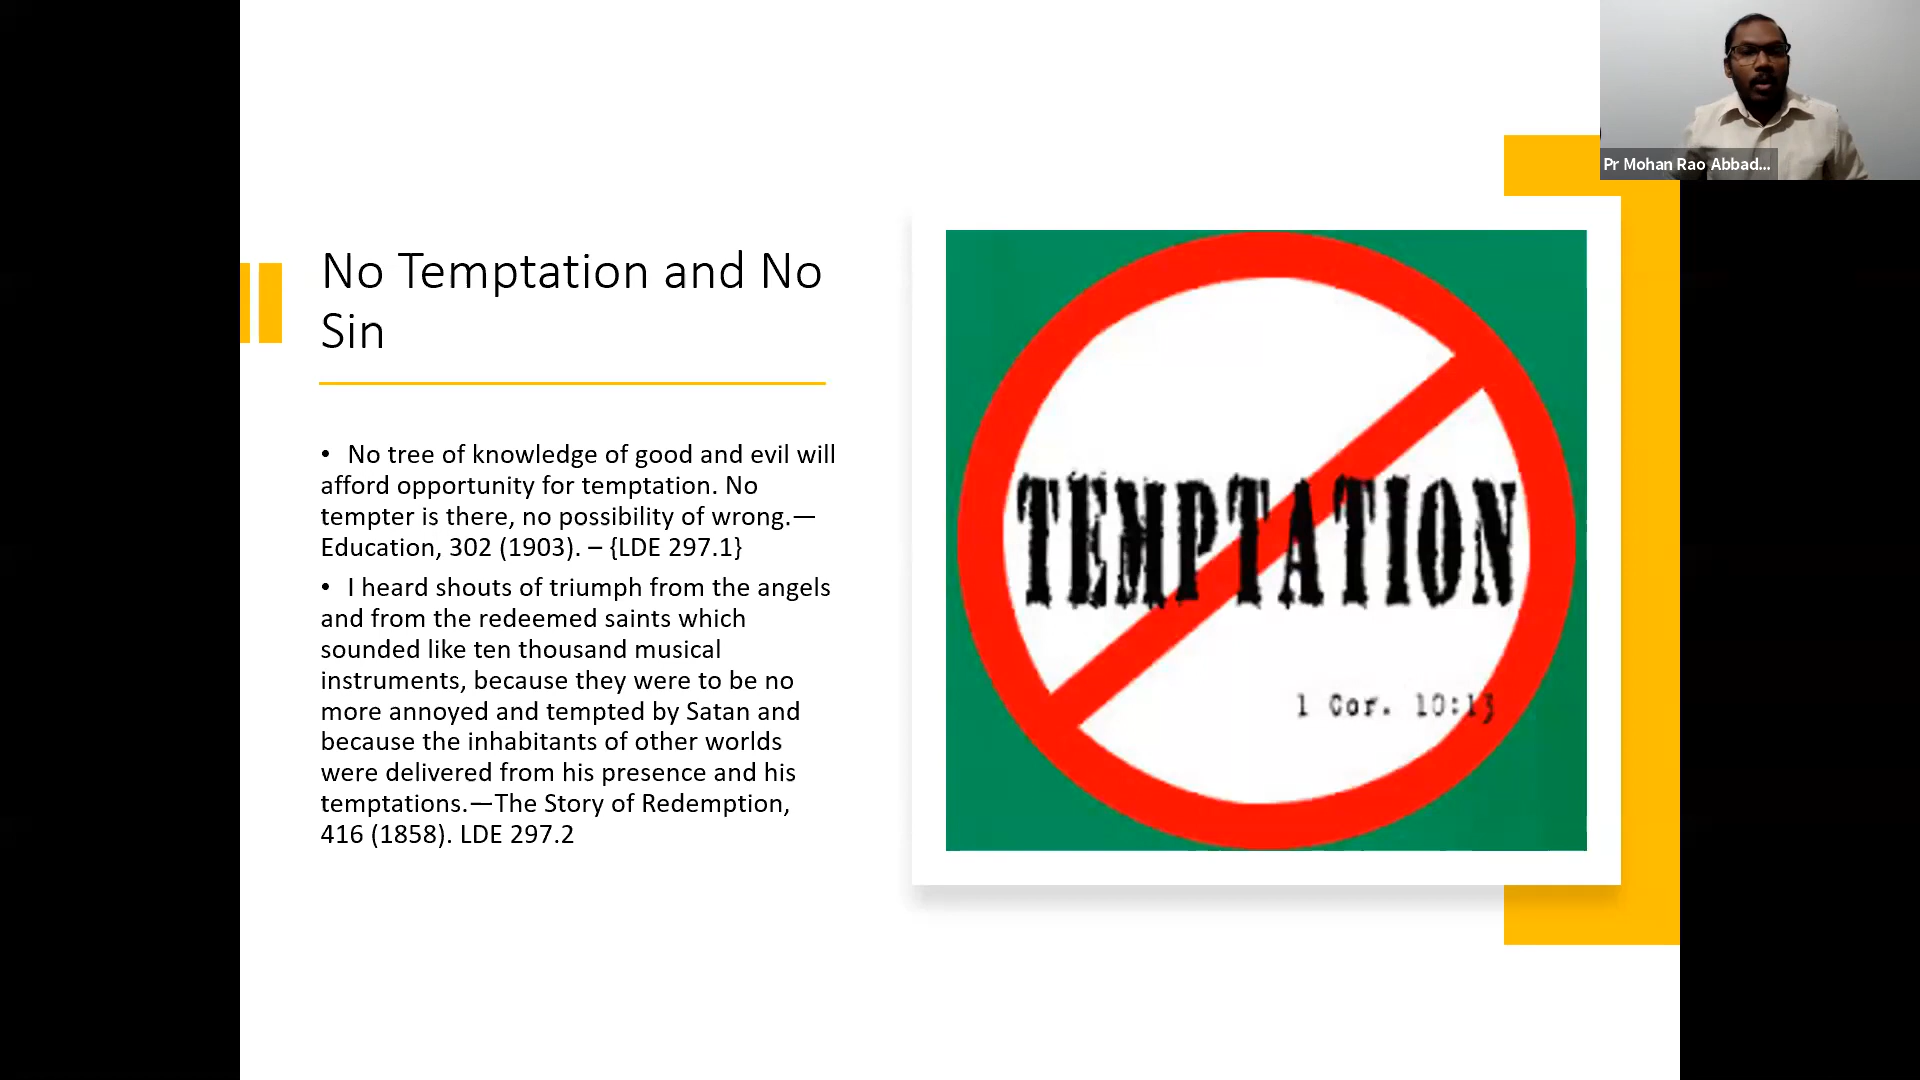 Pr Mohan Rao Abbad...
No Temptation and No
Sin
• No tree of knowledge of good and evil will
afford opportunity for temptation. No
tempter is there, no possibility of wrong.—
Education, 302 (1903). – {LDE 297.1}
• I heard shouts of triumph from the angels
and from the redeemed saints which
sounded like ten thousand musical
instruments, because they were to be no
more annoyed and tempted by Satan and
because the inhabitants of other worlds
were delivered from his presence and his
temptations.—The Story of Redemption,
416 (1858). LDE 297.2
TEMPTATION
1 Cor. 10:13